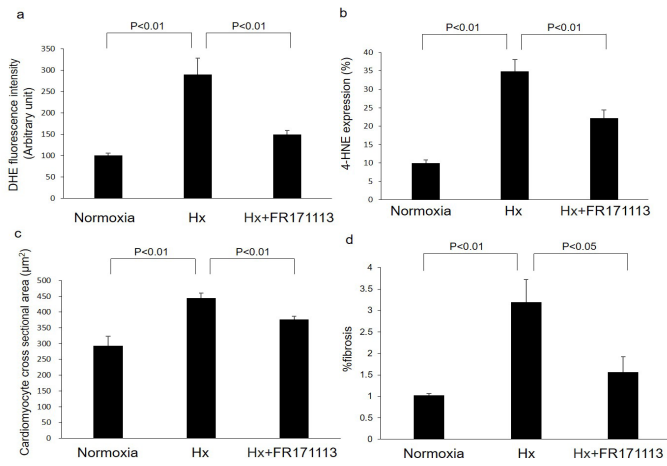 a
P<0.01
P<0.01
DHE fluorescence intensity
(Arbitrary unit)
350
300
250
200
150
100
50
0
Normoxia
Hx
Hx+FR171113
b
P<0.01
P<0.01
4-HNE expression (%)
40
35
30
25
20
15
10
5
0
Normoxia
Hx
Hx+FR171113
c
P<0.01
P<0.01
Cardiomyocyte cross sectional area (μm²)
500
450
400
350
300
250
200
150
100
50
0
Normoxia
Hx
Hx+FR171113
d
P<0.01
P<0.05
%fibrosis
4
3.5
3
2.5
2
1.5
1
0.5
0
Normoxia
Hx
Hx+FR171113